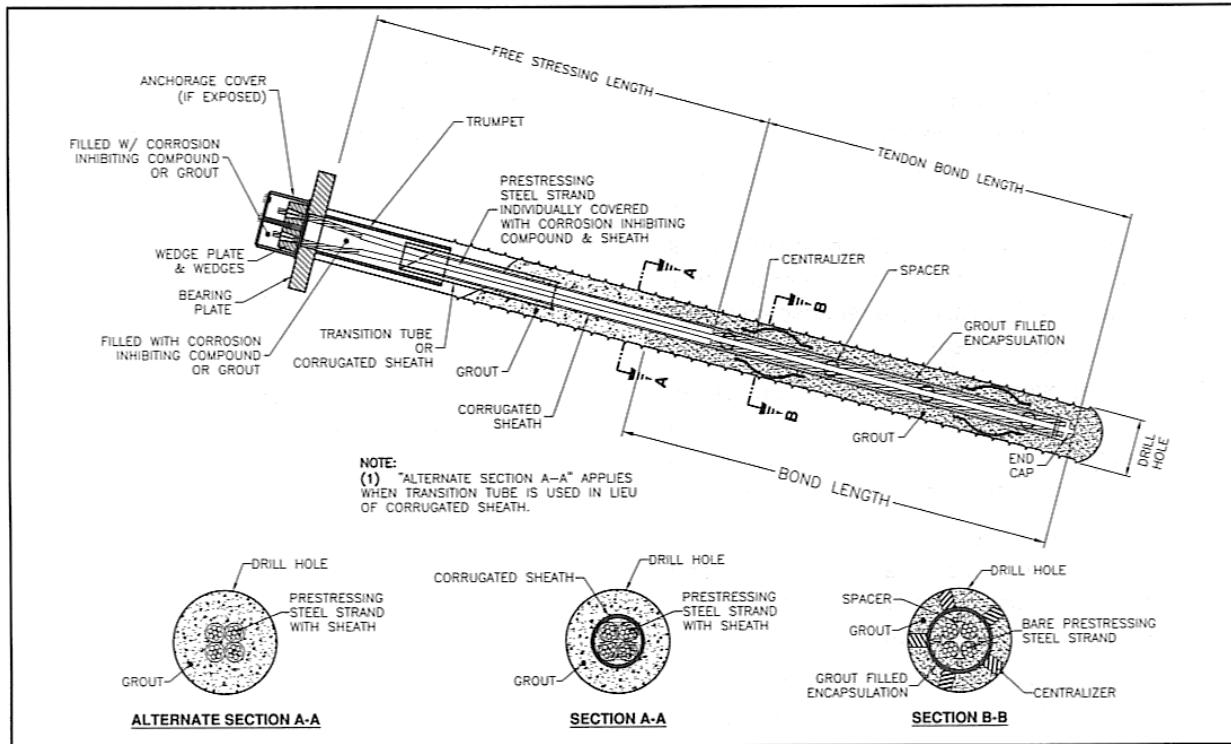 FREE STRESSING LENGTH
ANCHORAGE COVER
(IF EXPOSED)
TRUMPET
TENDON BOND LENGTH
FILLED W/ CORROSION
INHIBITING COMPOUND
OR GROUT
PRESTRESSING
STEEL STRAND
INDIVIDUALLY COVERED
WITH CORROSION INHIBITING
COMPOUND & SHEATH
A
CENTRALIZER
B
SPACER
WEDGE PLATE
& WEDGES
BEARING
PLATE
GROUT FILLED
ENCAPSULATION
TRANSITION TUBE
OR
CORRUGATED SHEATH
FILLED WITH CORROSION
INHIBITING COMPOUND
OR GROUT
GROUT
A
B
CORRUGATED
SHEATH
GROUT
END
CAP
DRILL
HOLE
BOND LENGTH
NOTE:
(1) "ALTERNATE SECTION A-A" APPLIES
WHEN TRANSITION TUBE IS USED IN LIEU
OF CORRUGATED SHEATH.
DRILL HOLE
PRESTRESSING
STEEL STRAND
WITH SHEATH
GROUT
ALTERNATE SECTION A-A
DRILL HOLE
CORRUGATED SHEATH
PRESTRESSING
STEEL STRAND
WITH SHEATH
GROUT
SECTION A-A
DRILL HOLE
SPACER
GROUT
BARE PRESTRESSING
STEEL STRAND
GROUT FILLED
ENCAPSULATION
CENTRALIZER
SECTION B-B